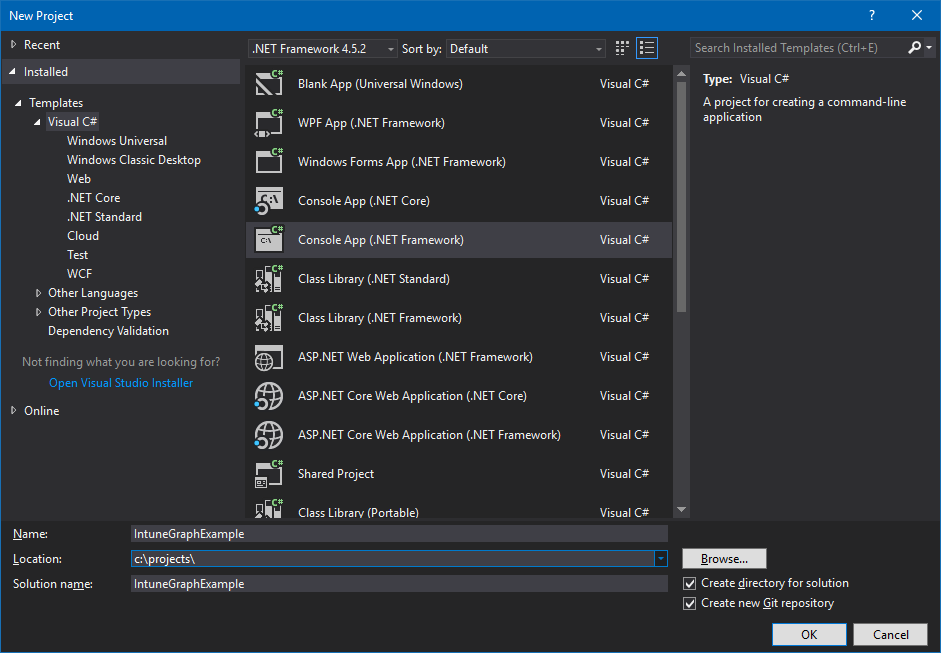 New Project
?
Recent
.NET Framework 4.5.2
Sort by:
Default
Search Installed Templates (Ctrl+E)
Installed
Templates
Visual C#
Windows Universal
Windows Classic Desktop
Web
.NET Core
.NET Standard
Cloud
Test
WCF
Other Languages
Other Project Types
Dependency Validation
Not finding what you are looking for?
Open Visual Studio Installer
Online
Blank App (Universal Windows) Visual C#
WPF App (.NET Framework) Visual C#
Windows Forms App (.NET Framework) Visual C#
Console App (.NET Core) Visual C#
Console App (.NET Framework) Visual C#
Class Library (.NET Standard) Visual C#
Class Library (.NET Framework) Visual C#
ASP.NET Web Application (.NET Framework) Visual C#
ASP.NET Core Web Application (.NET Core) Visual C#
ASP.NET Core Web Application (.NET Framework) Visual C#
Shared Project Visual C#
Class Library (Portable) Visual C#
Type: Visual C#
A project for creating a command-line
application
Name: IntuneGraphExample
Location: c:\projects\
Browse...
Solution name: IntuneGraphExample
Create directory for solution
Create new Git repository
OK
Cancel